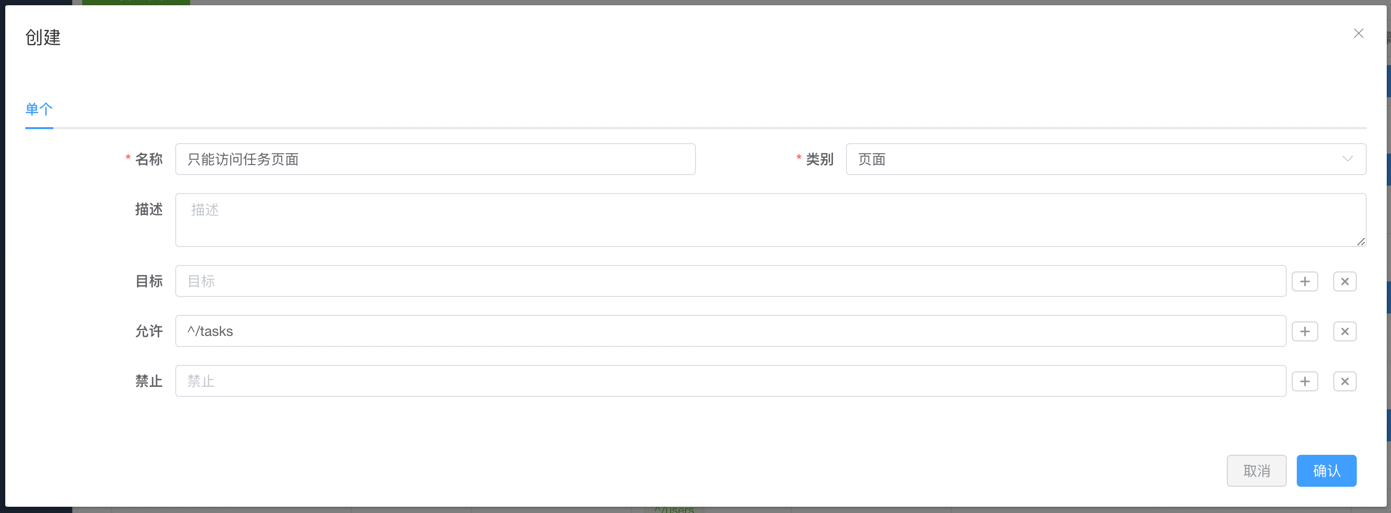 创建
单个
* 名称 只能访问任务页面 * 类别 页面
描述 描述
目标 目标
允许 ^/tasks
禁止 禁止
取消 确认
^/users